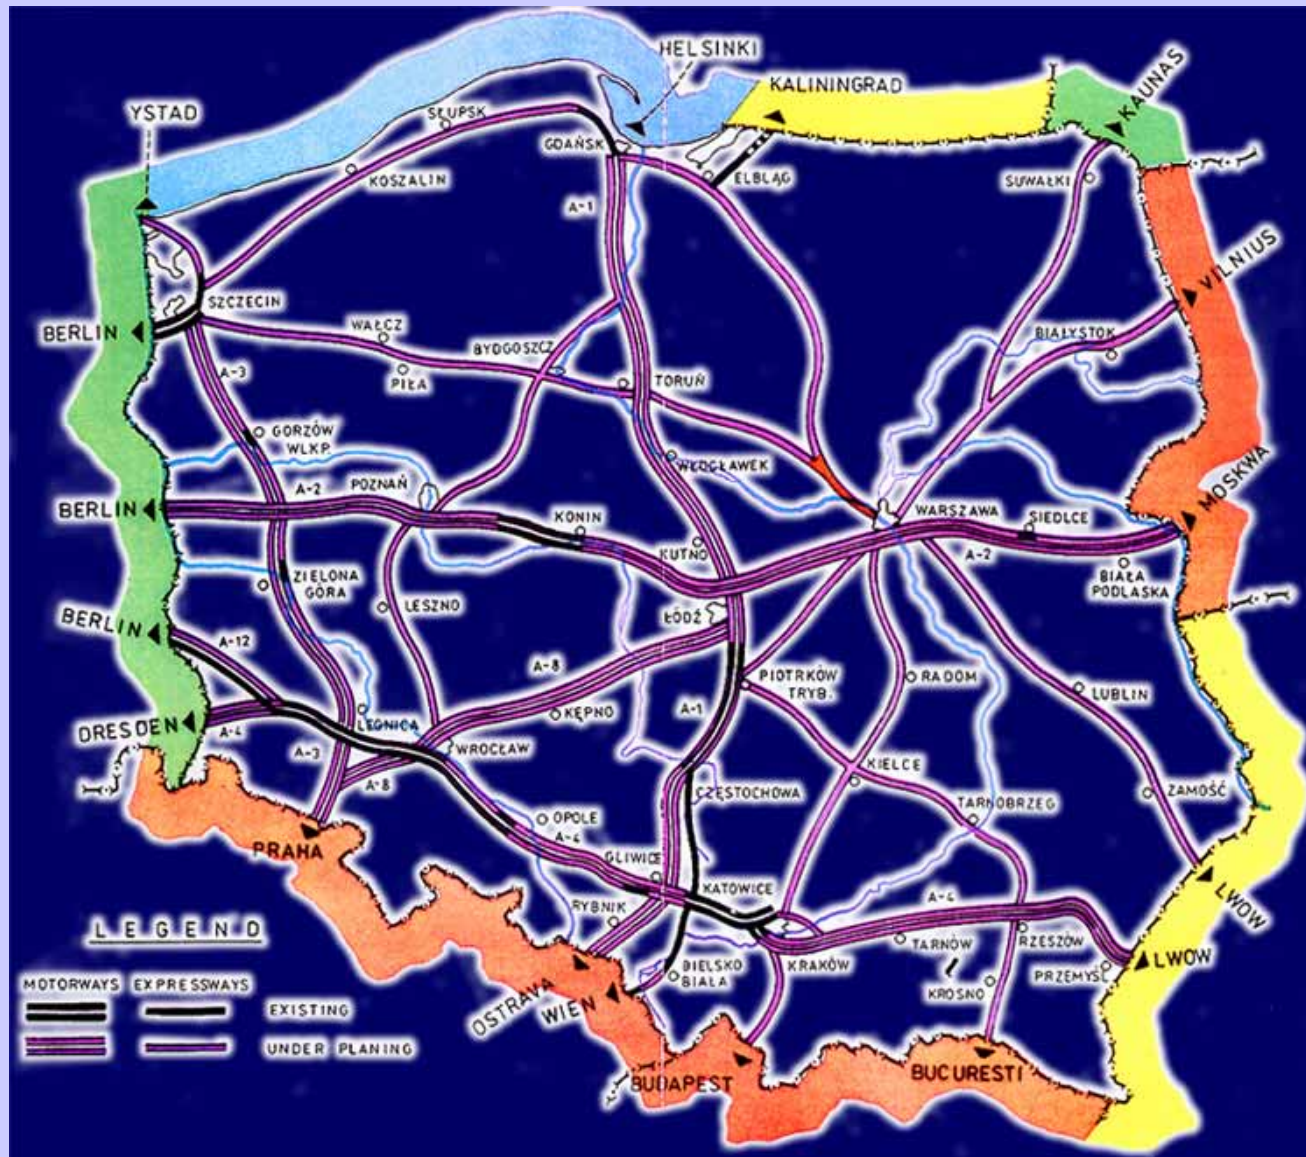 HELSINKI
KAUNAS
YSTAD
KALININGRAD
SŁUPSK
GDAŃSK
KOSZALIN
ELBLĄG
SUWAŁKI
A-1
VILNIUS
SZCZECIN
BERLIN
WAŁCZ
BYDGOSZCZ
BIAŁYSTOK
PIŁA
TORUŃ
A-3
GORZÓW
WLKP.
WŁOCŁAWEK
MOSKWA
BERLIN
A-2
POZNAŃ
KONIN
WARSZAWA
SIEDLCE
KUTNO
A-2
BIAŁA
PODLASKA
ZIELONA
GÓRA
LESZNO
ŁÓDŹ
BERLIN
A-12
A-8
PIOTRKÓW
TRYB.
RADOM
LUBLIN
DRESDEN
A-4
LEGNICA
A-3
KĘPNO
A-1
WROCŁAW
A-8
KIELCE
CZĘSTOCHOWA
TARNOBRZEG
ZAMOŚĆ
OPOLE
A-4
PRAHA
GLIWICE
KATOWICE
LWOW
RYBNIK
A-4
TARNÓW
RZESZÓW
KRAKÓW
PRZEMYŚL
LWOW
BIELSKO
BIAŁA
KROSNO
OSTRAVA
WIEN
BUDAPEST
BUCURESTI
LEGEND
MOTORWAYS EXPRESSWAYS
EXISTING
UNDER PLANING